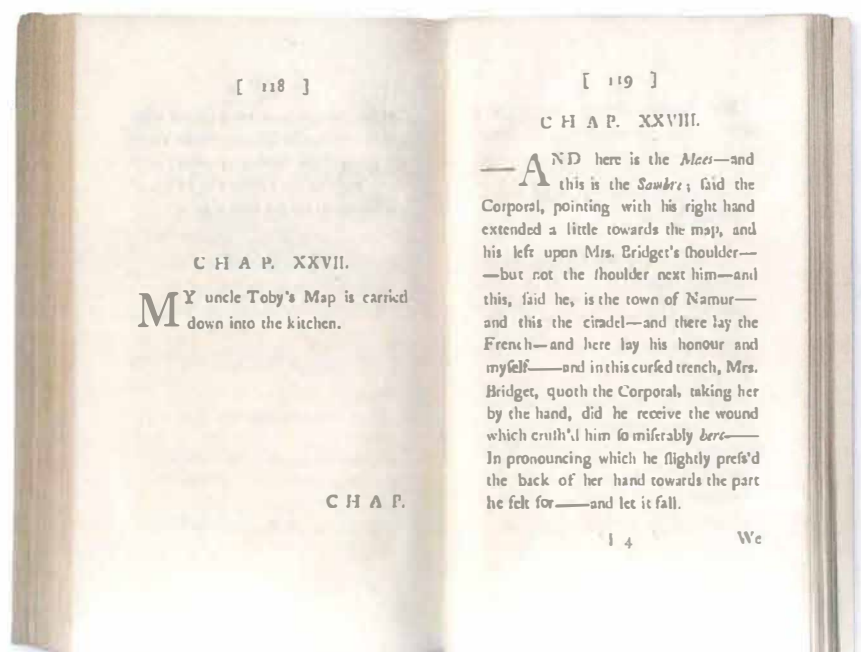 [ 118 ]
C H A P. XXVII.
MY uncle Toby's Map is carried
down into the kitchen.
C H A P.
[ 119 ]
C H A P. XXVIII.
—AND here is the Maes—and
this is the Sambre; ſaid the
Corporal, pointing with his right hand
extended a little towards the map, and
his left upon Mrs. Bridget's ſhoulder—
—but not the ſhoulder next him—and
this, ſaid he, is the town of Namur—
and this the citadel—and there lay the
French—and here lay his honour and
myſelf——and in this curſed trench, Mrs.
Bridget, quoth the Corporal, taking her
by the hand, did he receive the wound
which cruſh'd him ſo miſerably here——
In pronouncing which he ſlightly preſs'd
the back of her hand towards the part
he felt for——and let it fall.
I 4
We